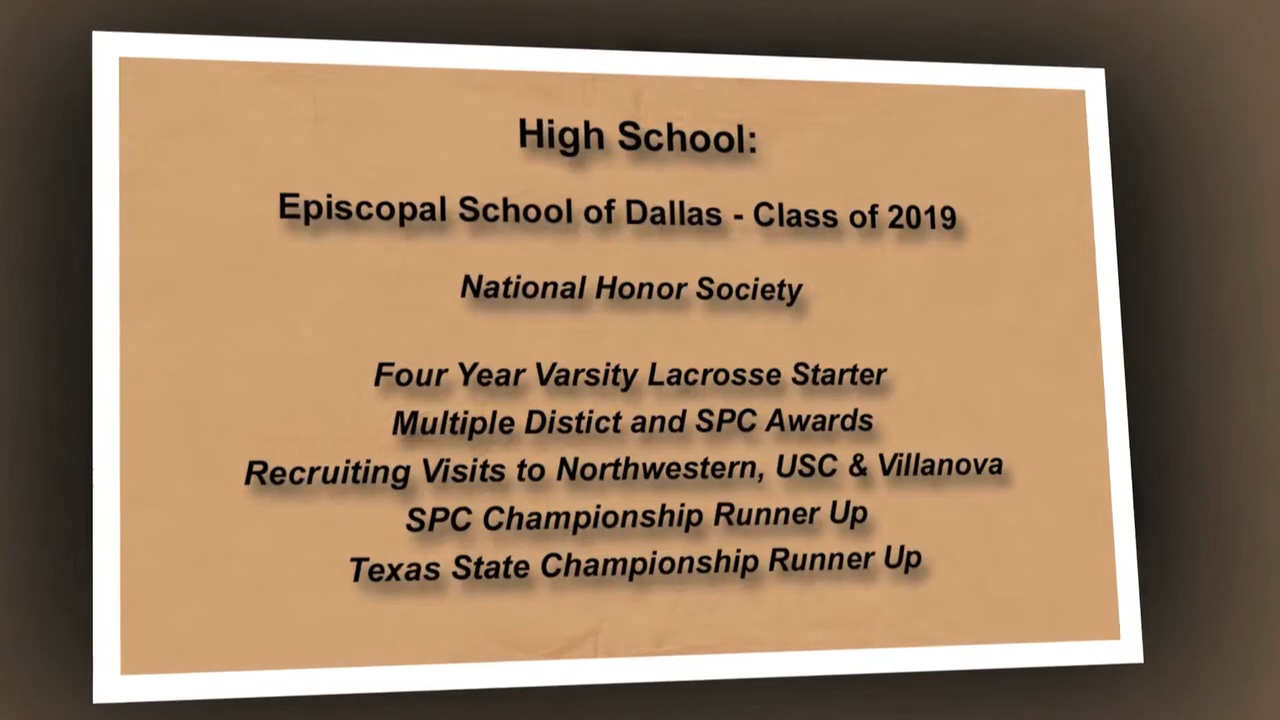 High School:
Episcopal School of Dallas - Class of 2019
National Honor Society
Four Year Varsity Lacrosse Starter
Multiple Distict and SPC Awards
Recruiting Visits to Northwestern, USC & Villanova
SPC Championship Runner Up
Texas State Championship Runner Up